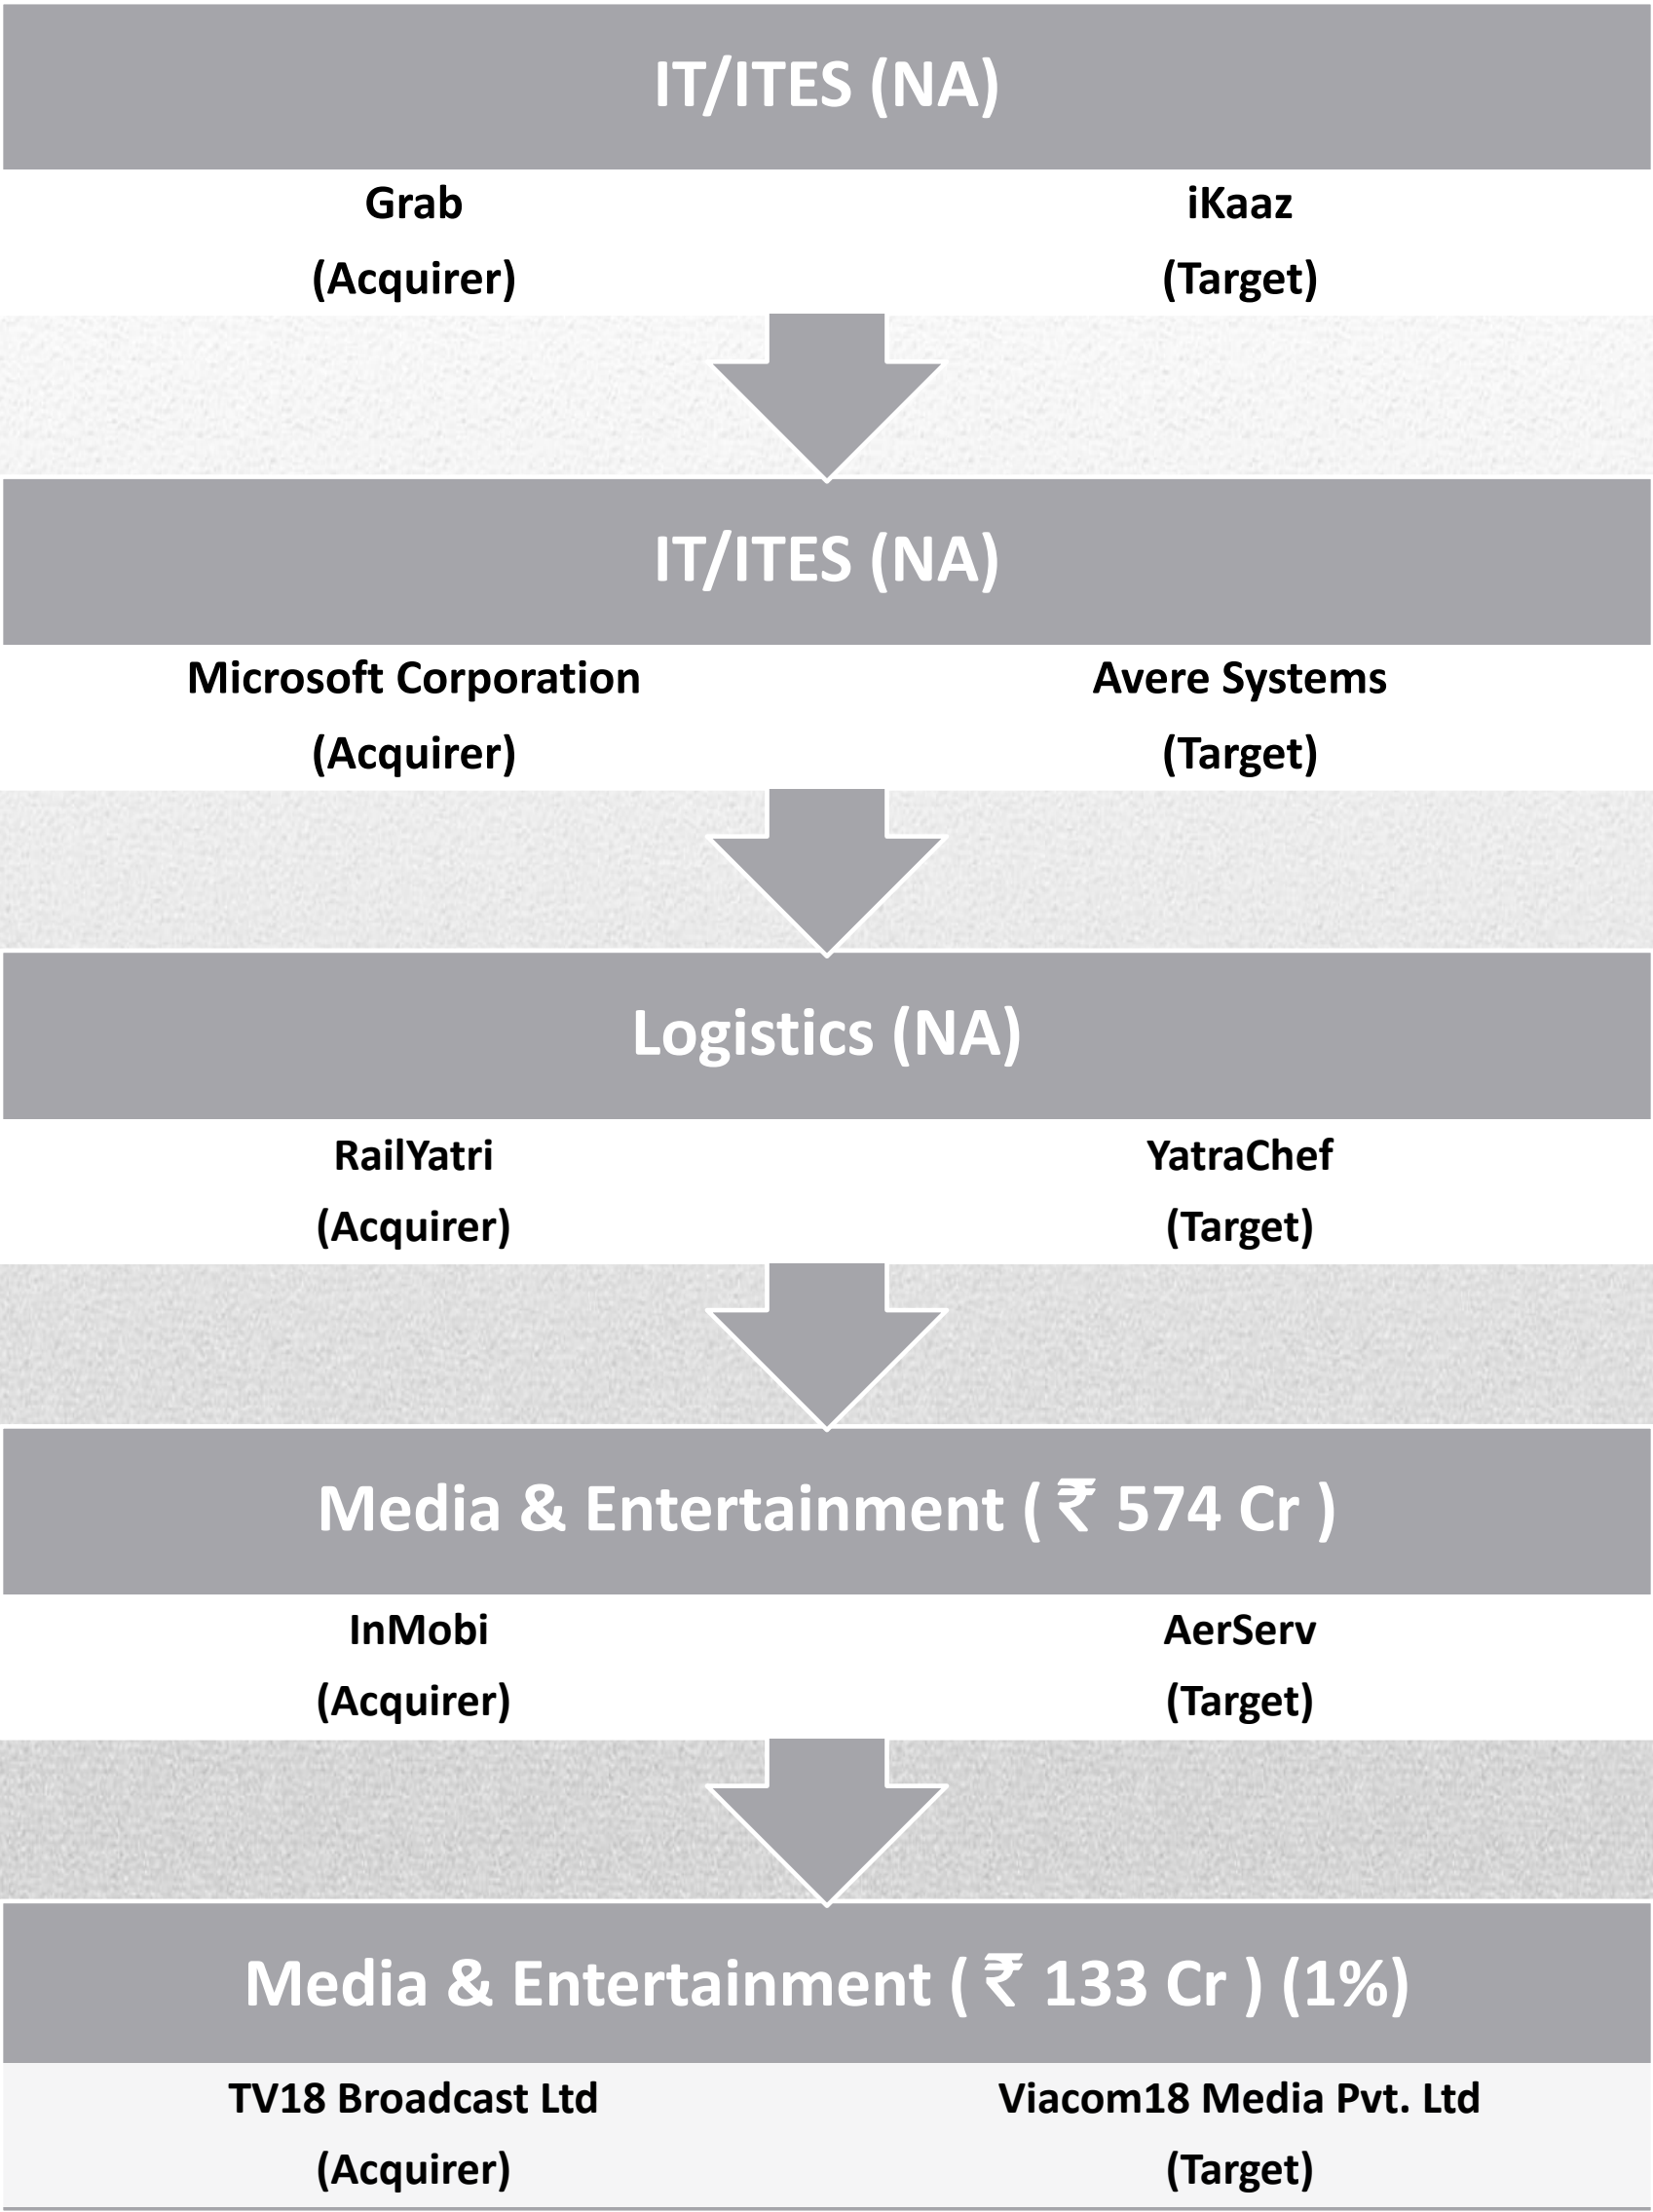 IT/ITES (NA)
Grab
iKaaz
(Acquirer)
(Target)
IT/ITES (NA)
Microsoft Corporation
Avere Systems
(Acquirer)
(Target)
Logistics (NA)
RailYatri
YatraChef
(Acquirer)
(Target)
Media & Entertainment ( ₹ 574 Cr )
InMobi
AerServ
(Acquirer)
(Target)
Media & Entertainment ( ₹ 133 Cr ) (1%)
TV18 Broadcast Ltd
Viacom18 Media Pvt. Ltd
(Acquirer)
(Target)